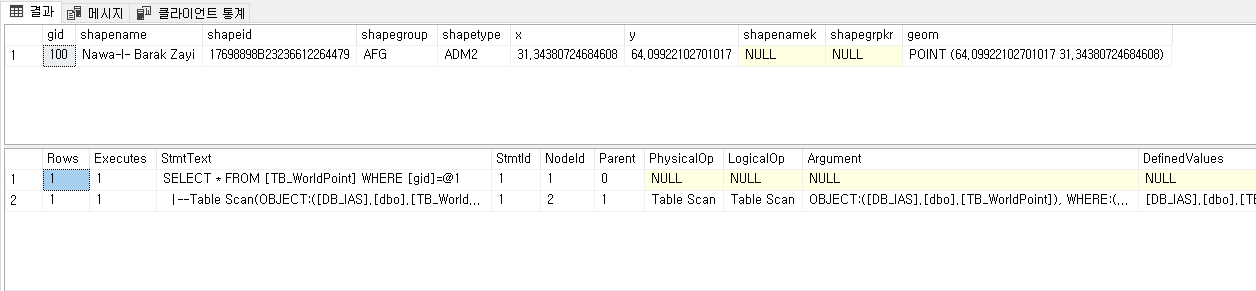 결과 메시지 클라이언트 통계
gid shapename shapeid shapegroup shapetype x y shapenamek shapegrpkr geom
1 100 Nawa-I- Barak Zayi 17698898B23236612264479 AFG ADM2 31.34380724684608 64.09922102701017 NULL NULL POINT (64.09922102701017 31.34380724684608)
Rows Executes StmtText StmtId NodeId Parent PhysicalOp LogicalOp Argument DefinedValues
1 1 1 SELECT * FROM [TB_WorldPoint] WHERE [gid]=@1 1 1 0 NULL NULL NULL NULL
2 1 1 |--Table Scan(OBJECT:([DB_IAS].[dbo].[TB_World... 1 2 1 Table Scan Table Scan OBJECT:([DB_IAS].[dbo].[TB_WorldPoint]), WHERE:(... [DB_IAS].[dbo].[TB